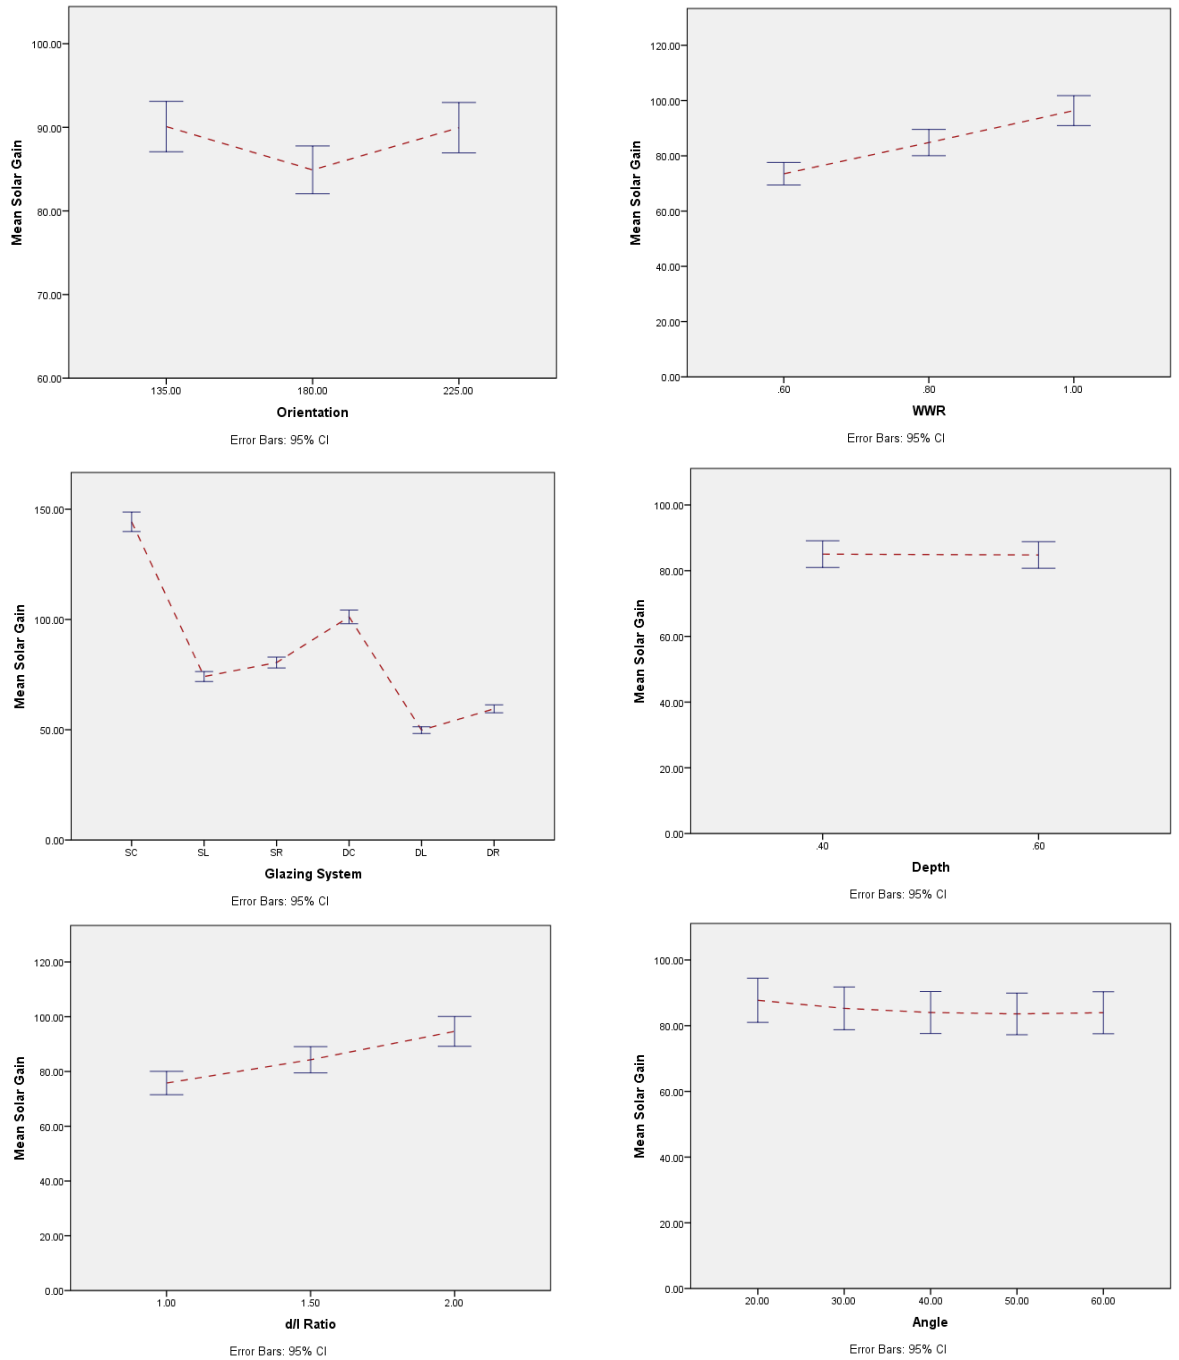 Mean Solar Gain
100.00
90.00
80.00
70.00
60.00
135.00 180.00 225.00
Orientation
Error Bars: 95% CI
Mean Solar Gain
120.00
100.00
80.00
60.00
40.00
20.00
0.00
.60 .80 1.00
WWR
Error Bars: 95% CI
Mean Solar Gain
150.00
100.00
50.00
0.00
SC SL SR DC DL DR
Glazing System
Error Bars: 95% CI
Mean Solar Gain
100.00
80.00
60.00
40.00
20.00
0.00
.40 .60
Depth
Error Bars: 95% CI
Mean Solar Gain
120.00
100.00
80.00
60.00
40.00
20.00
0.00
1.00 1.50 2.00
d/l Ratio
Error Bars: 95% CI
Mean Solar Gain
100.00
80.00
60.00
40.00
20.00
0.00
20.00 30.00 40.00 50.00 60.00
Angle
Error Bars: 95% CI